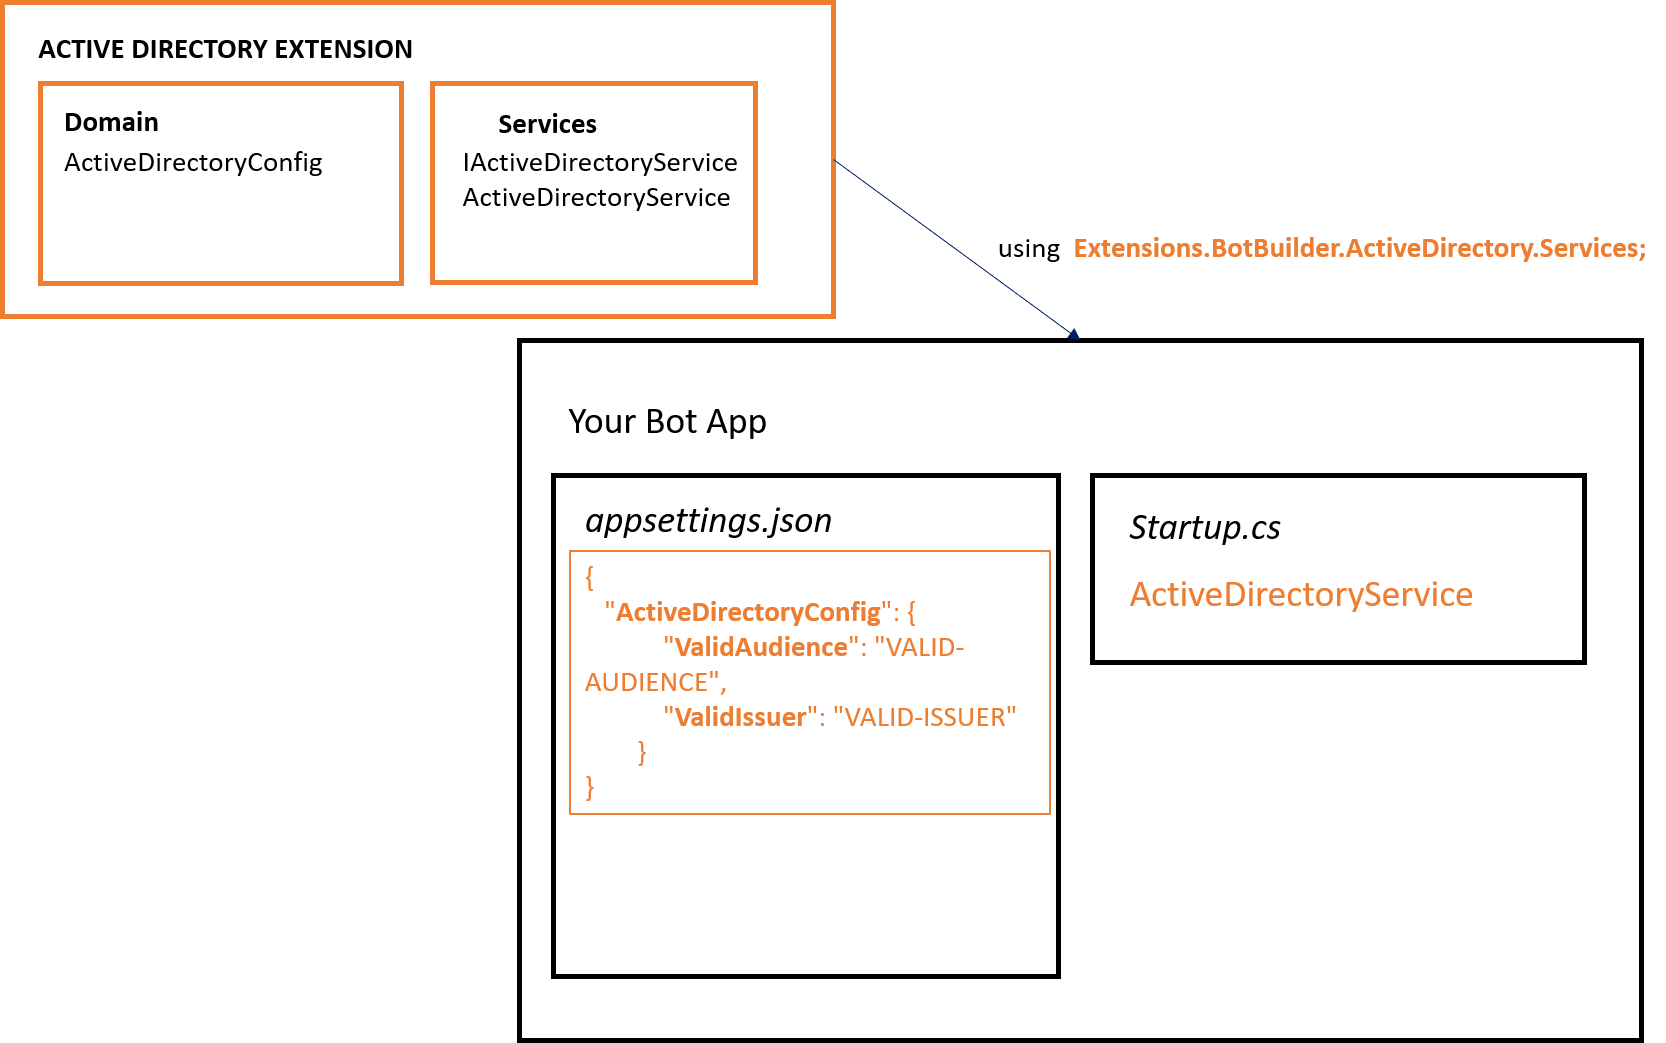 ACTIVE DIRECTORY EXTENSION
Domain
ActiveDirectoryConfig
Services
IActiveDirectoryService
ActiveDirectoryService
using Extensions.BotBuilder.ActiveDirectory.Services;
Your Bot App
appsettings.json
{
"ActiveDirectoryConfig": {
"ValidAudience": "VALID-
AUDIENCE",
"ValidIssuer": "VALID-ISSUER"
}
}
Startup.cs
ActiveDirectoryService